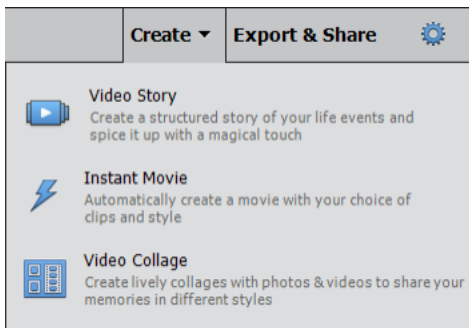 Create ▾ Export & Share
Video Story
Create a structured story of your life events and
spice it up with a magical touch
Instant Movie
Automatically create a movie with your choice of
clips and style
Video Collage
Create lively collages with photos & videos to share your
memories in different styles